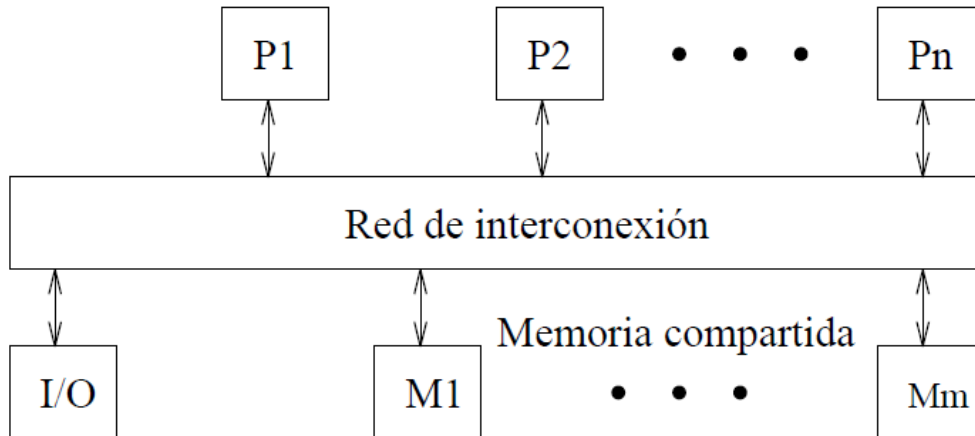 P1 P2 Pn
Red de interconexión
Memoria compartida
I/O M1 Mm